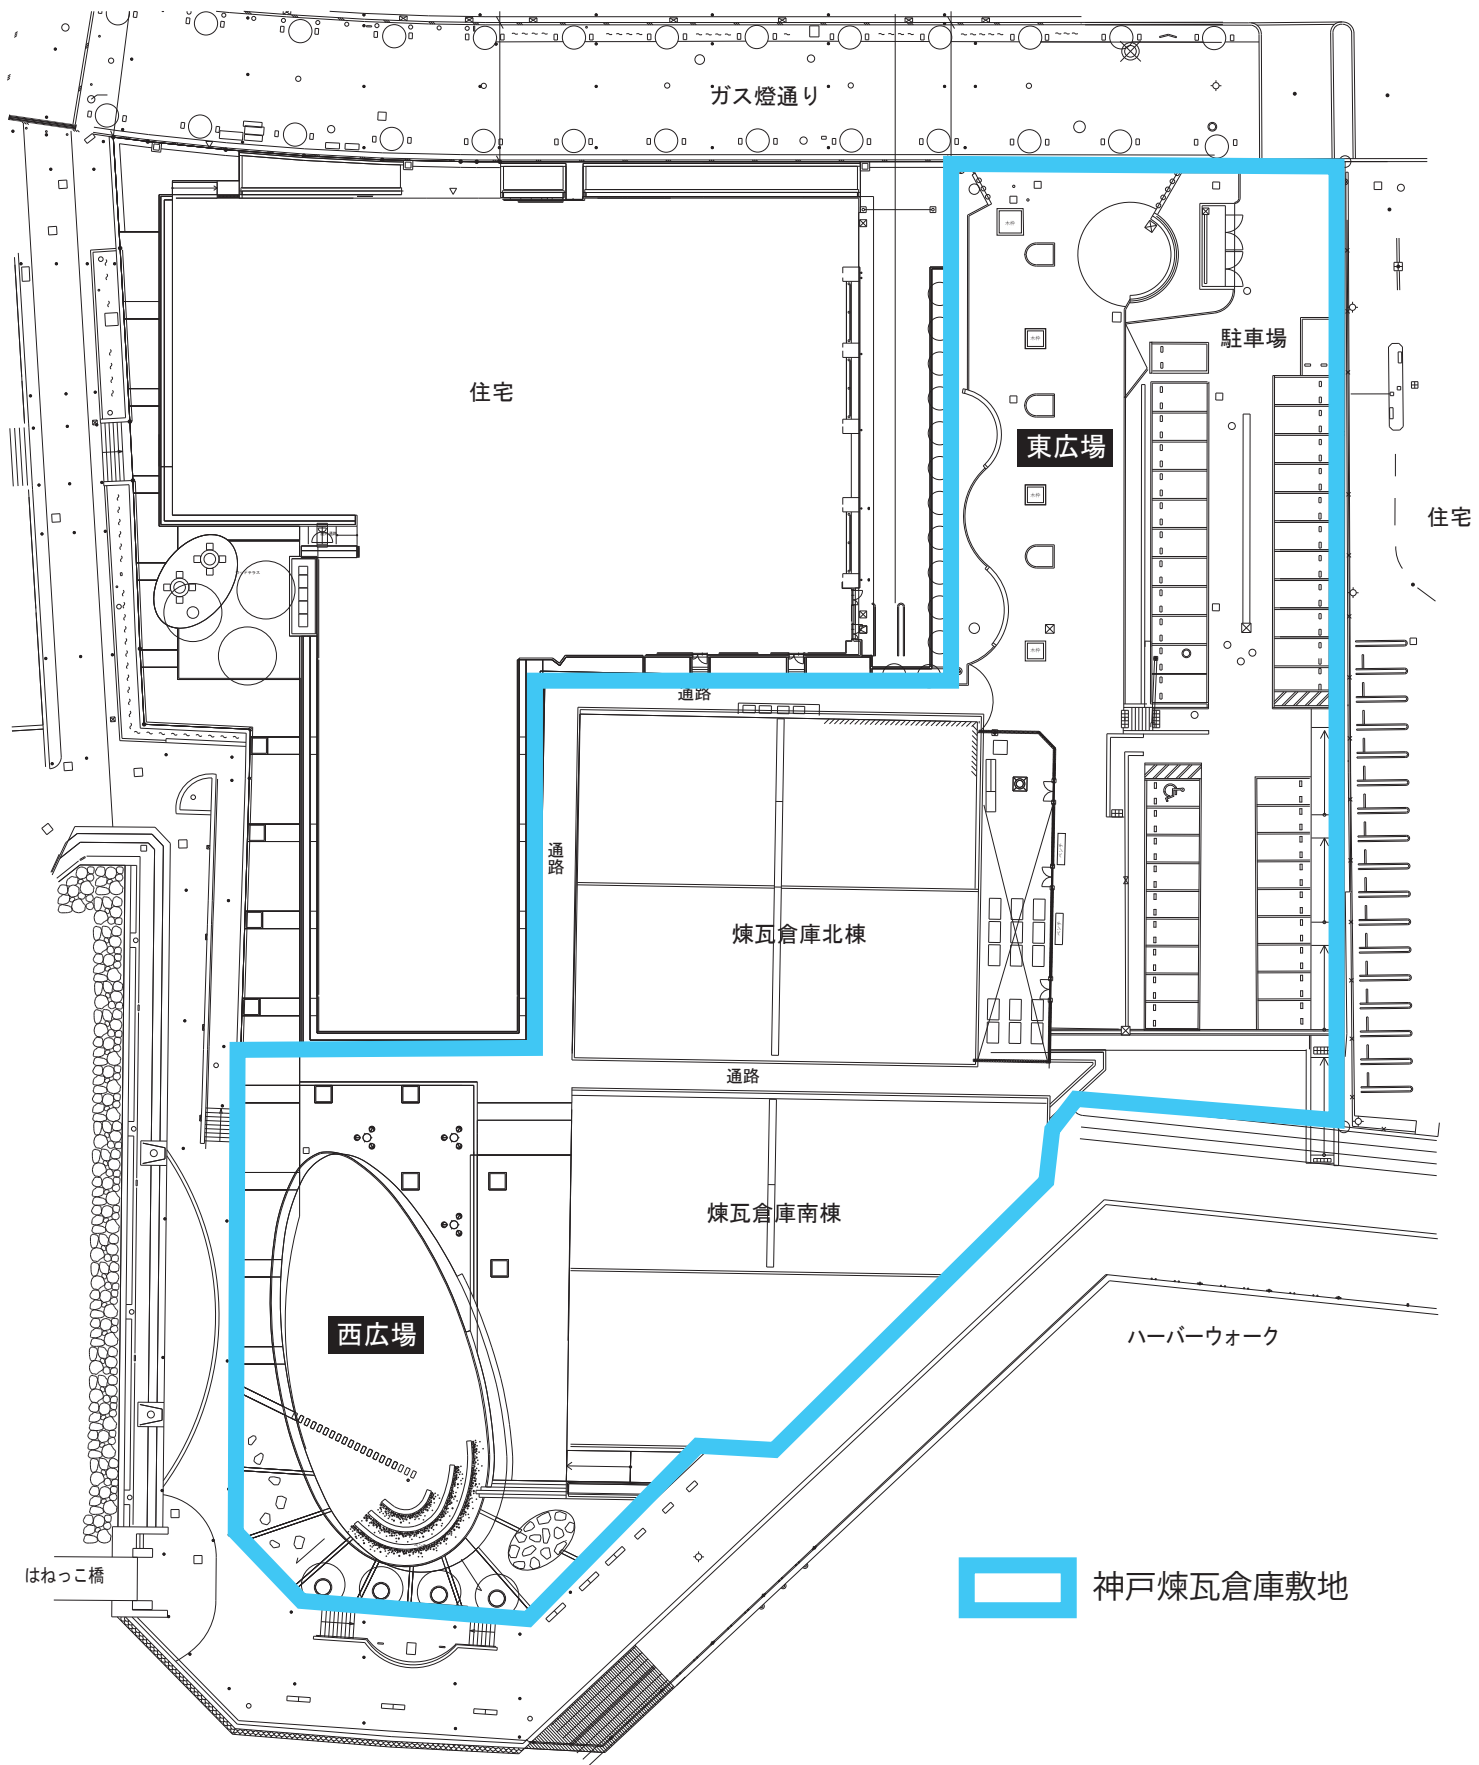 ガス燈通り
駐車場
住宅
東広場
住宅
通路
通路
煉瓦倉庫北棟
通路
煉瓦倉庫南棟
西広場
ハーバーウォーク
はねっこ橋
神戸煉瓦倉庫敷地